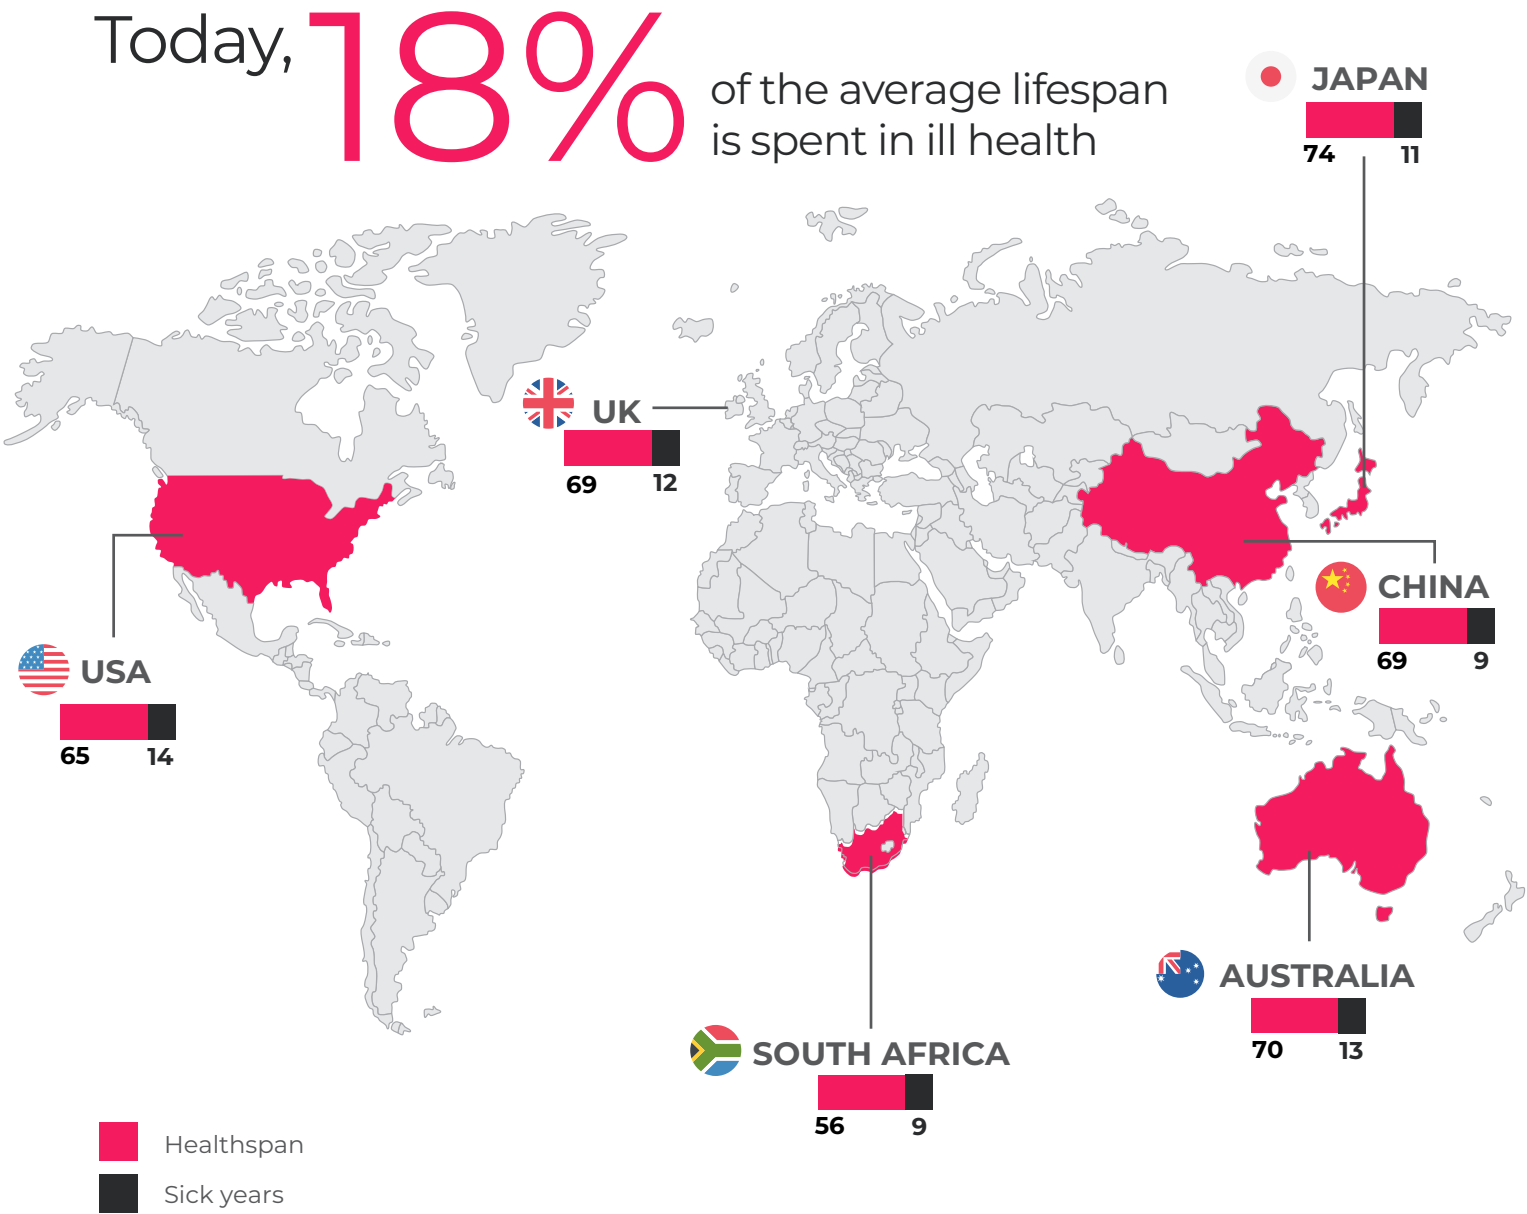 Today, 18%
of the average lifespan
is spent in ill health
JAPAN
74 11
UK
69 12
CHINA
69 9
USA
65 14
AUSTRALIA
70 13
SOUTH AFRICA
56 9
Healthspan
Sick years